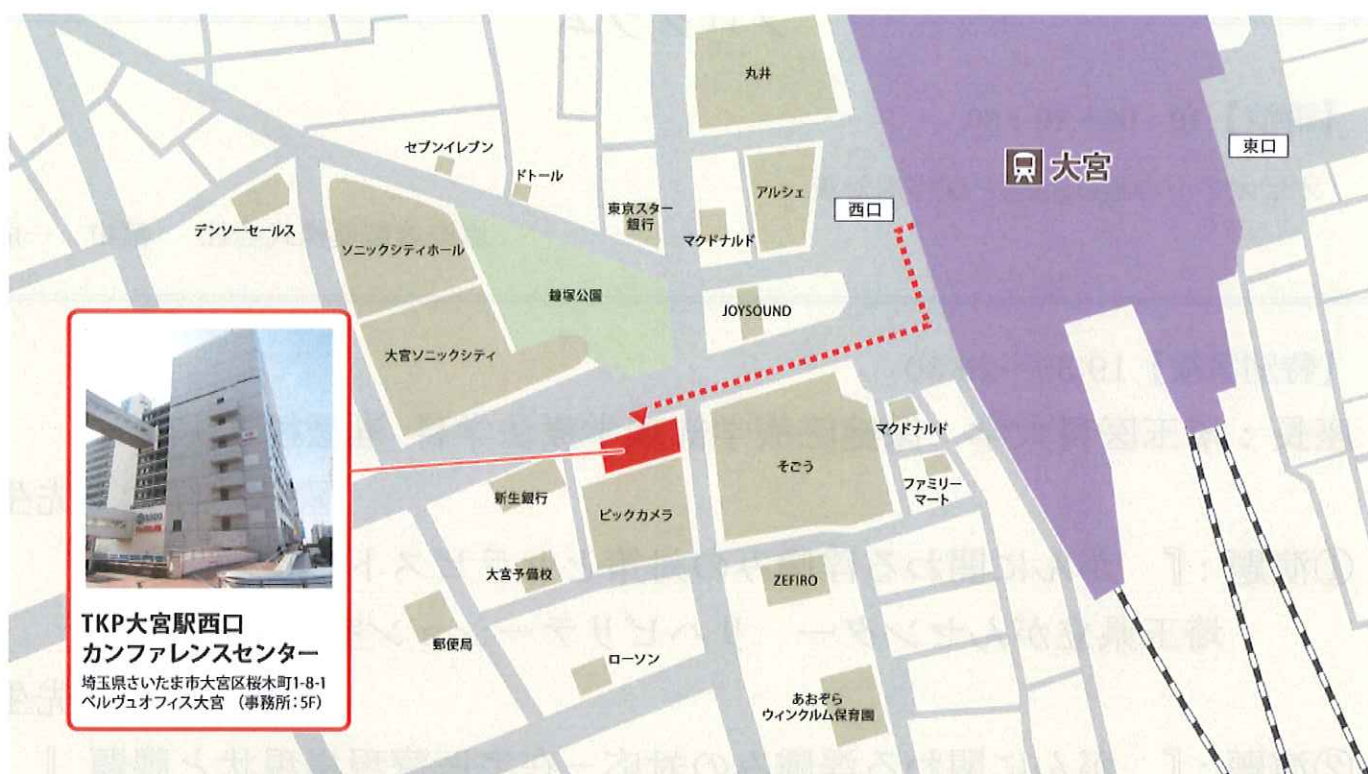 丸井
大宮
東口
セブンイレブン
ドトール
アルシェ
西口
東京スター
銀行
マクドナルド
デンソーセールス
ソニックシティホール
鐘塚公園
JOYSOUND
大宮ソニックシティ
マクドナルド
そごう
ファミリー
マート
新生銀行
ビックカメラ
大宮予備校
ZEFIRO
郵便局
ローソン
あおぞら
ウィンクルム保育園
TKP大宮駅西口
カンファレンスセンター
埼玉県さいたま市大宮区桜木町1-8-1
ベルヴュオフィス大宮 (事務所:5F)